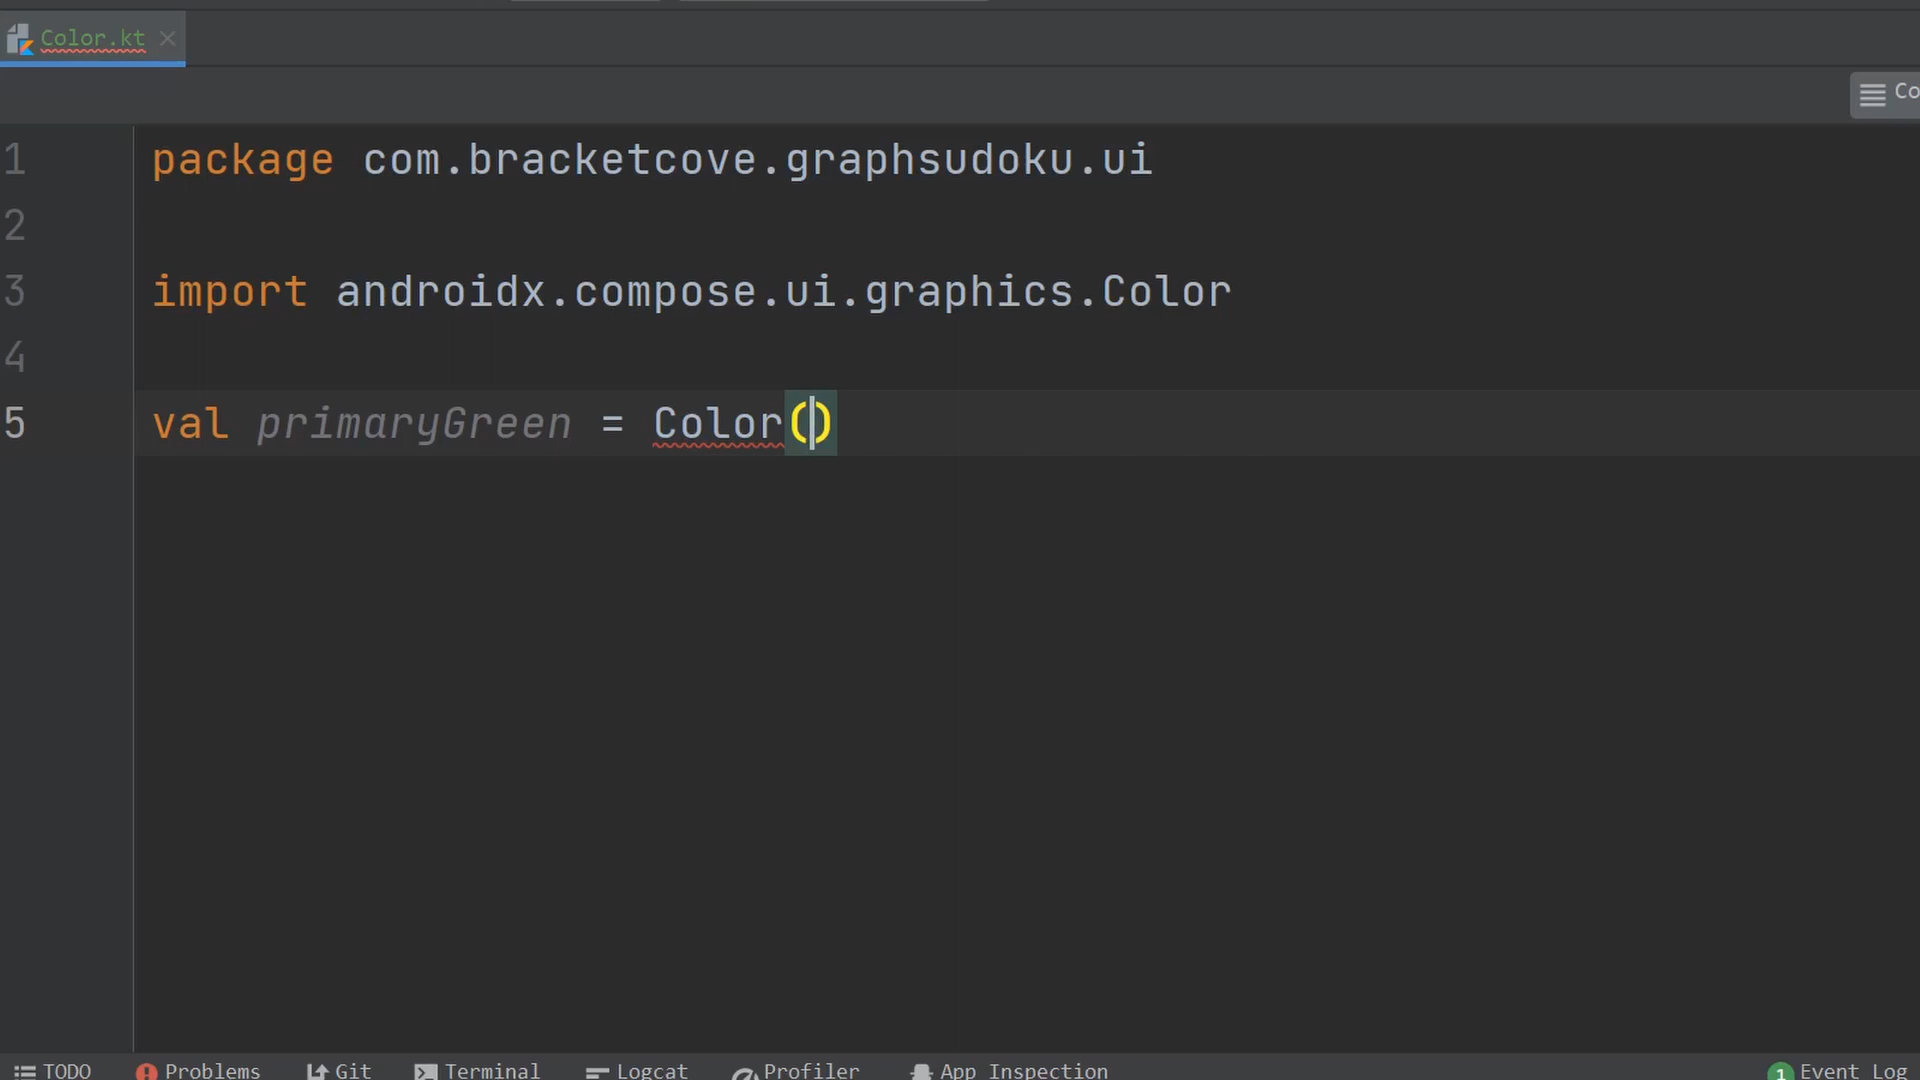 Color.kt
Co
1 package com.bracketcove.graphsudoku.ui
2
3 import androidx.compose.ui.graphics.Color
4
5 val primaryGreen = Color()
TODO Problems Git Terminal Logcat Profiler App Inspection 1 Event Log